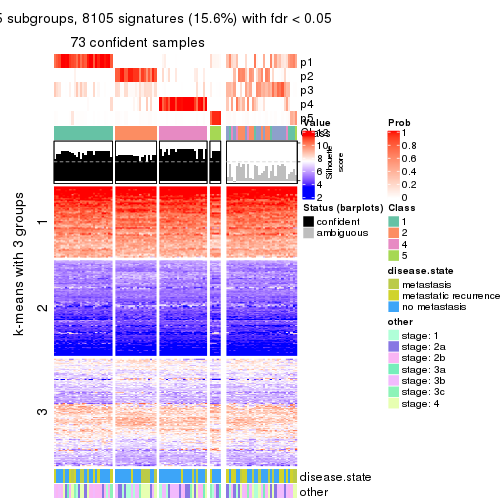 5 subgroups, 8105 signatures (15.6%) with fdr < 0.05
73 confident samples
p1
p2
p3
p4
p5
Class
k-means with 3 groups
1
2
3
Value
12
10
8
6
4
2
Silhouette
score
Status (barplots)
confident
ambiguous
Prob
1
0.8
0.6
0.4
0.2
0
Class
1
2
4
5
disease.state
metastasis
metastatic recurrence
no metastasis
other
stage: 1
stage: 2a
stage: 2b
stage: 3a
stage: 3b
stage: 3c
stage: 4
disease.state
other